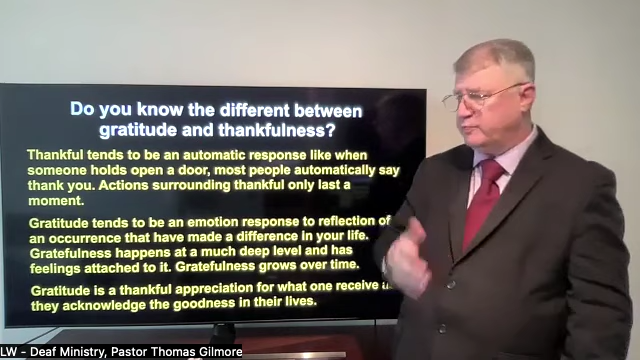 Do you know the different between
gratitude and thankfulness?
Thankful tends to be an automatic response like when
someone holds open a door, most people automatically say
thank you. Actions surrounding thankful only last a
moment.
Gratitude tends to be an emotion response to reflection of
an occurrence that have made a difference in your life.
Gratefulness happens at a much deep level and has
feelings attached to it. Gratefulness grows over time.
Gratitude is a thankful appreciation for what one receive
they acknowledge the goodness in their lives.
LW - Deaf Ministry, Pastor Thomas Gilmore